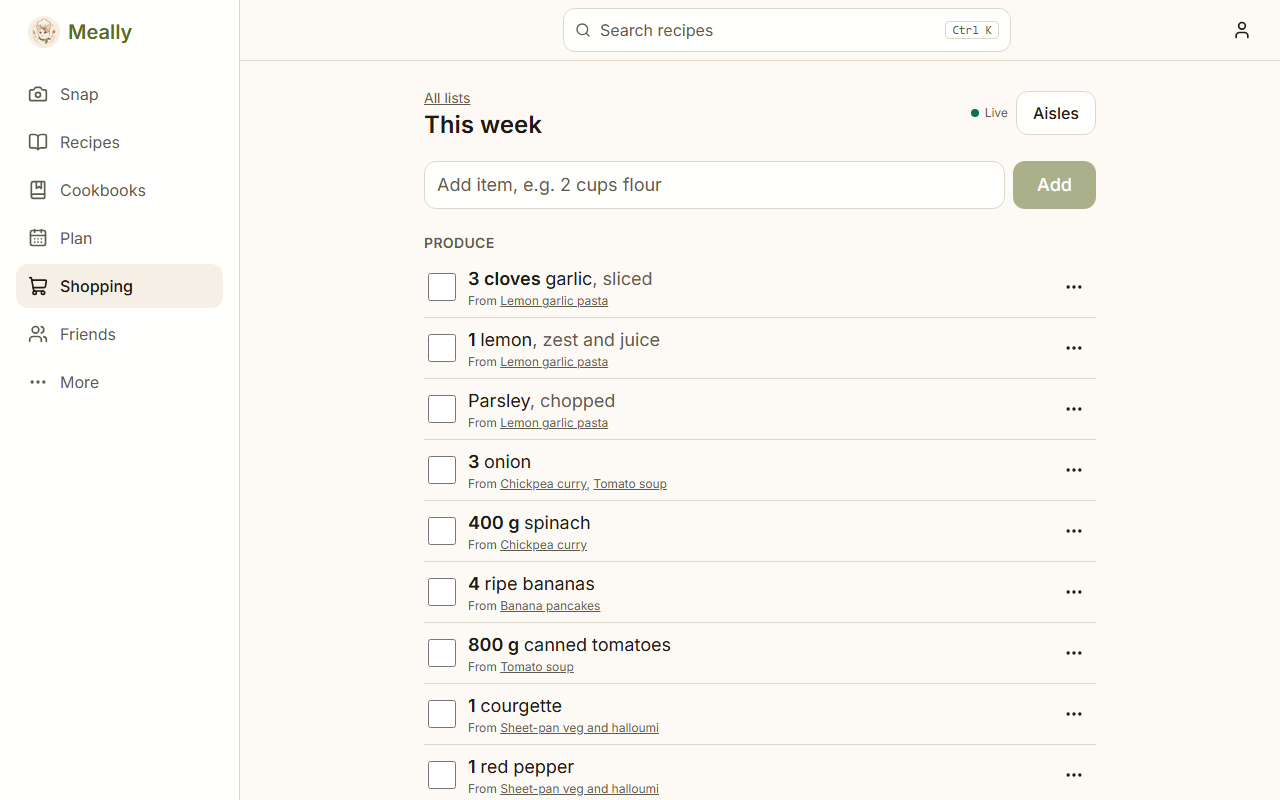 Meally
Search recipes
Ctrl K
Snap
Recipes
Cookbooks
Plan
Shopping
Friends
More
All lists
This week
Live
Aisles
Add item, e.g. 2 cups flour
Add
PRODUCE
3 cloves garlic, sliced
From Lemon garlic pasta
1 lemon, zest and juice
From Lemon garlic pasta
Parsley, chopped
From Lemon garlic pasta
3 onion
From Chickpea curry, Tomato soup
400 g spinach
From Chickpea curry
4 ripe bananas
From Banana pancakes
800 g canned tomatoes
From Tomato soup
1 courgette
From Sheet-pan veg and halloumi
1 red pepper
From Sheet-pan veg and halloumi